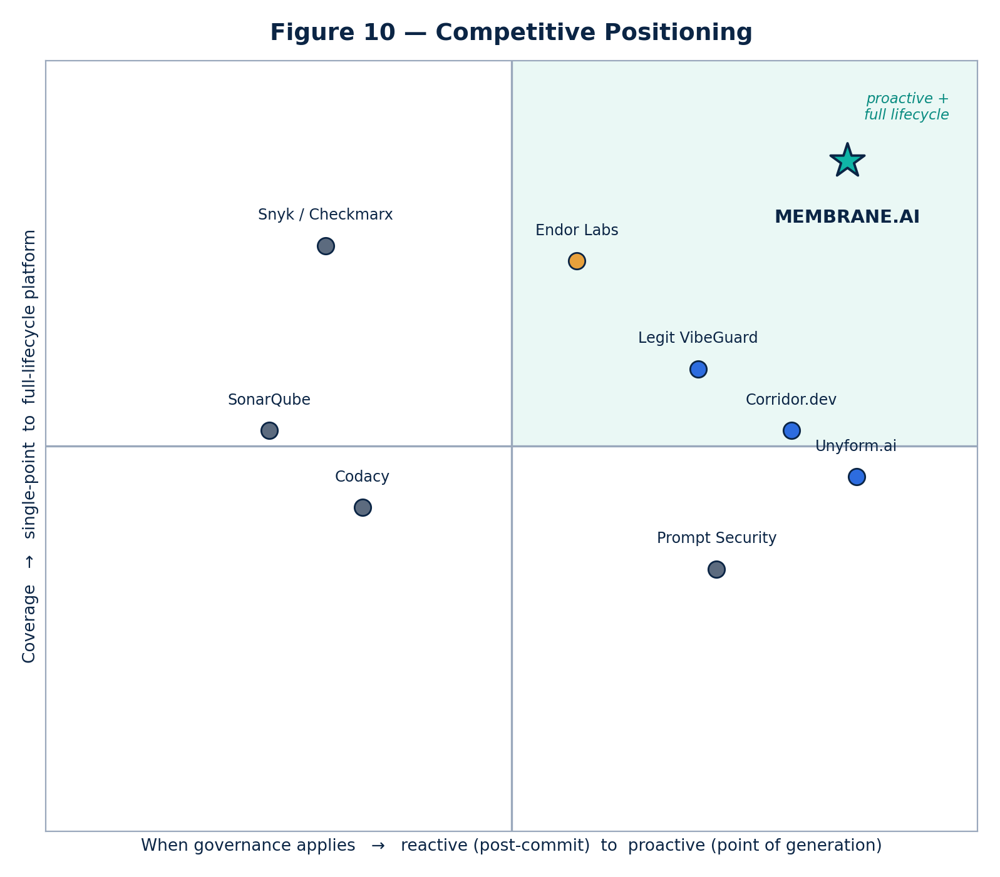 Figure 10 — Competitive Positioning
proactive +
full lifecycle
MEMBRANE.AI
Snyk / Checkmarx
Endor Labs
Legit VibeGuard
SonarQube
Corridor.dev
Unyform.ai
Codacy
Prompt Security
Coverage → single-point to full-lifecycle platform
When governance applies → reactive (post-commit) to proactive (point of generation)